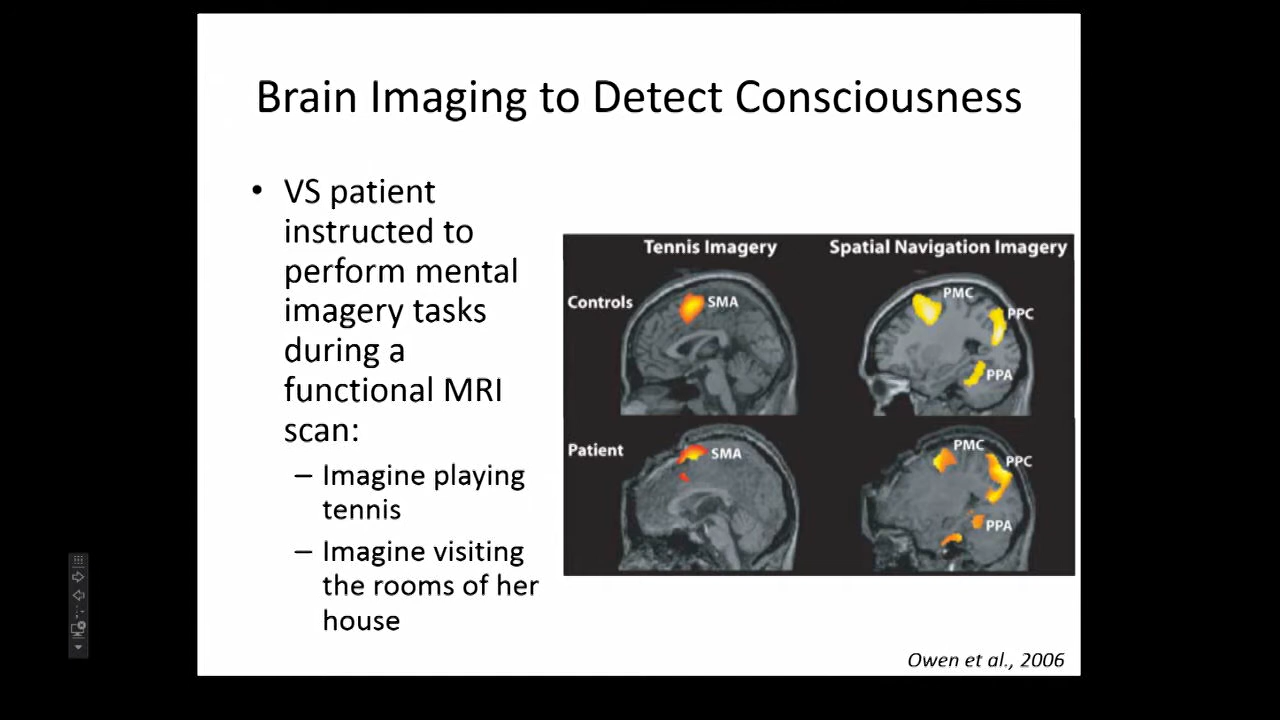 Brain Imaging to Detect Consciousness
• VS patient
instructed to
perform mental
imagery tasks
during a
functional MRI
scan:
– Imagine playing
tennis
– Imagine visiting
the rooms of her
house
Tennis Imagery
Spatial Navigation Imagery
Controls
SMA
PMC
PPC
PPA
Patient
SMA
PMC
PPC
PPA
Owen et al., 2006